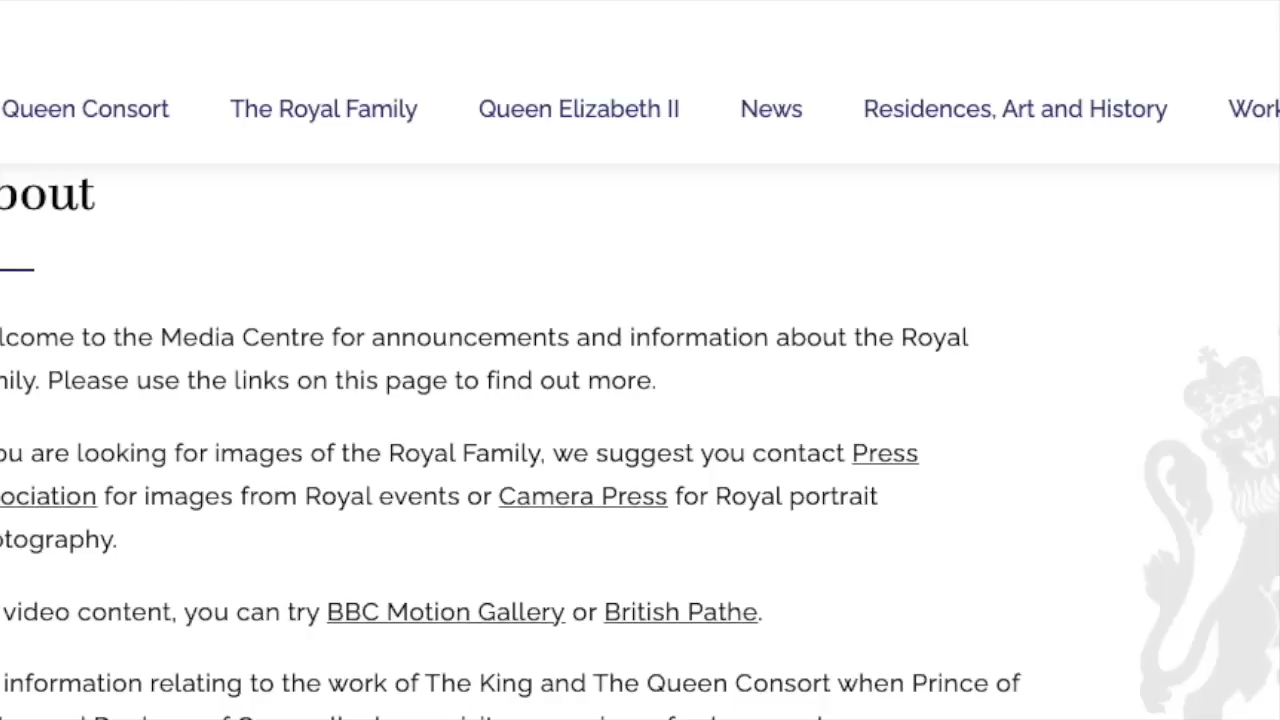 Queen Consort The Royal Family Queen Elizabeth II News Residences, Art and History Work
bout
lcome to the Media Centre for announcements and information about the Royal
nily. Please use the links on this page to find out more.
ou are looking for images of the Royal Family, we suggest you contact Press
ociation for images from Royal events or Camera Press for Royal portrait
otography.
video content, you can try BBC Motion Gallery or British Pathe.
information relating to the work of The King and The Queen Consort when Prince of